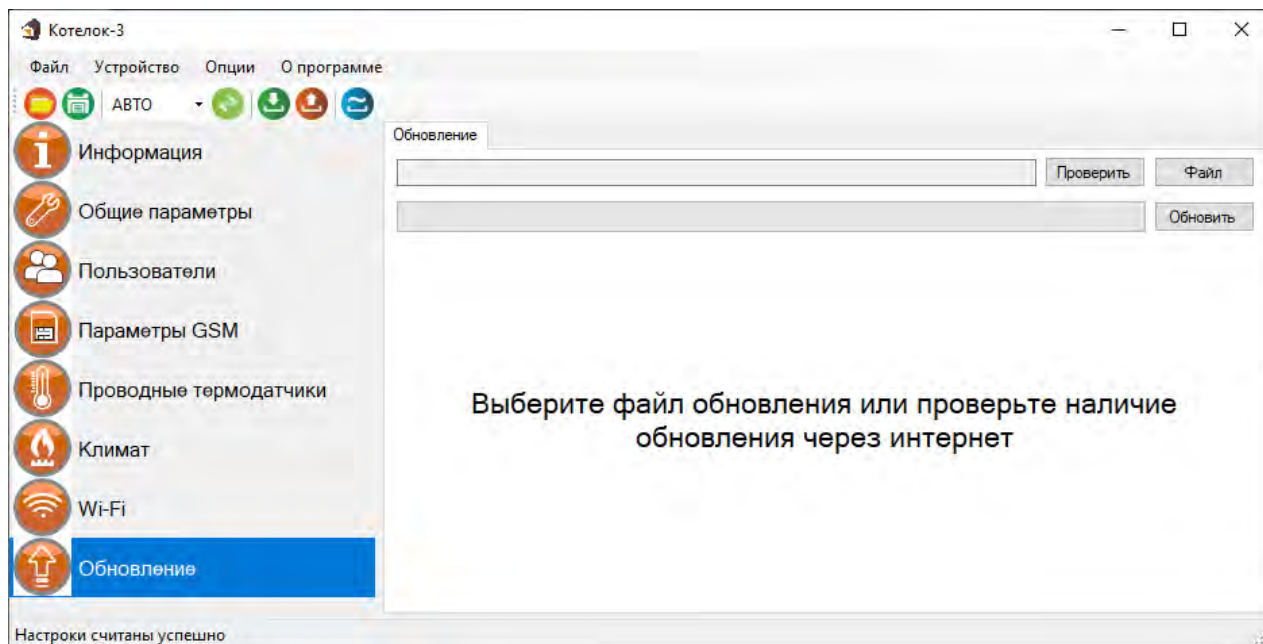 Котелок-3
Файл Устройство Опции О программе
АВТО
Информация
Общие параметры
Пользователи
Параметры GSM
Проводные термодатчики
Климат
Wi-Fi
Обновление
Обновление
Проверить Файл
Обновить
Выберите файл обновления или проверьте наличие
обновления через интернет
Настройки считаны успешно